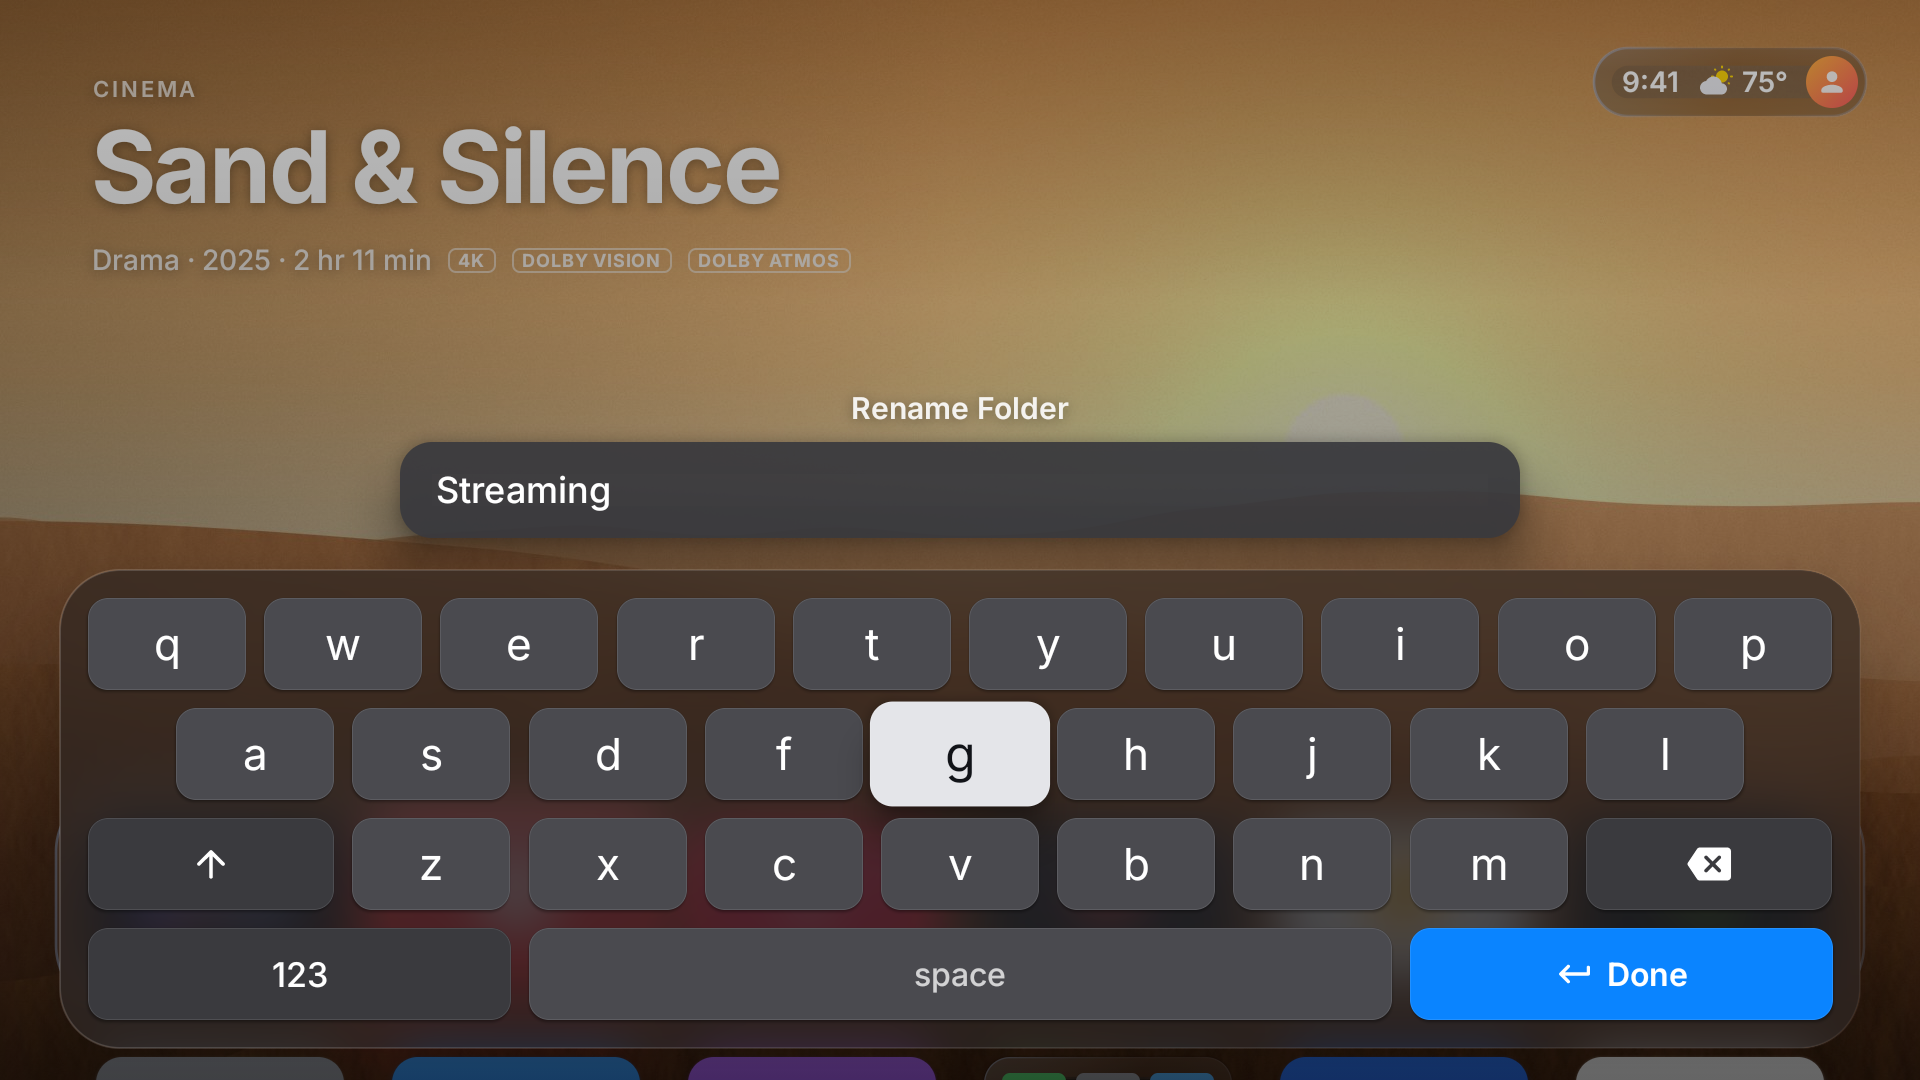 CINEMA
Sand & Silence
Drama · 2025 · 2 hr 11 min 4K DOLBY VISION DOLBY ATMOS
9:41 75°
Rename Folder
Streaming
q w e r t y u i o p
a s d f g h j k l
z x c v b n m
123 space Done